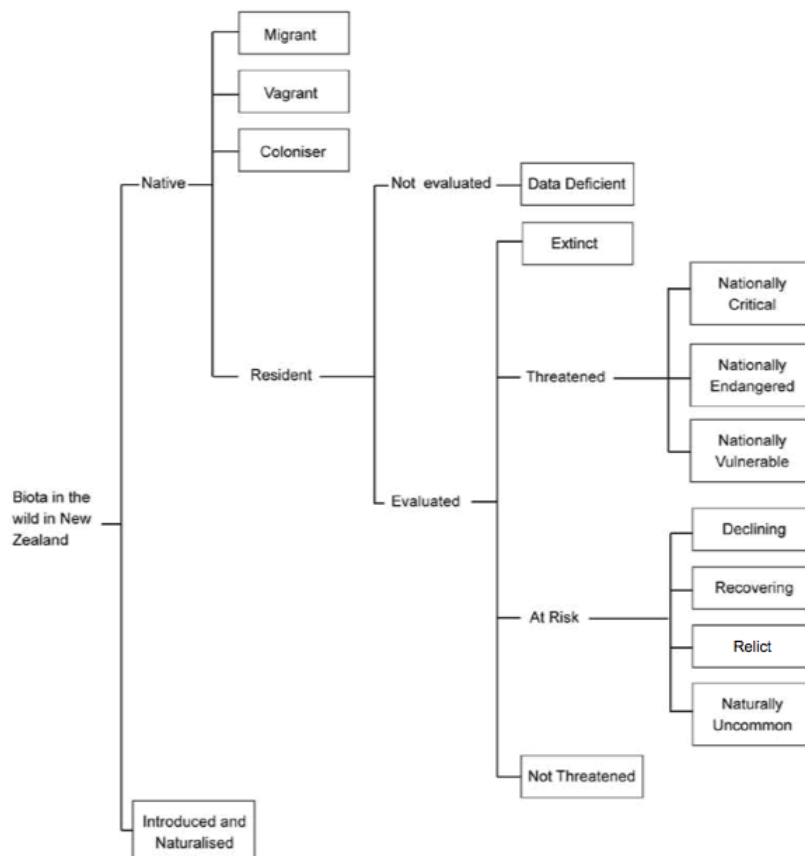 Migrant
Vagrant
Coloniser
Native
Not evaluated
Data Deficient
Extinct
Nationally
Critical
Resident
Threatened
Nationally
Endangered
Nationally
Vulnerable
Biota in the
wild in New
Zealand
Evaluated
Declining
Recovering
At Risk
Relict
Naturally
Uncommon
Not Threatened
Introduced and
Naturalised